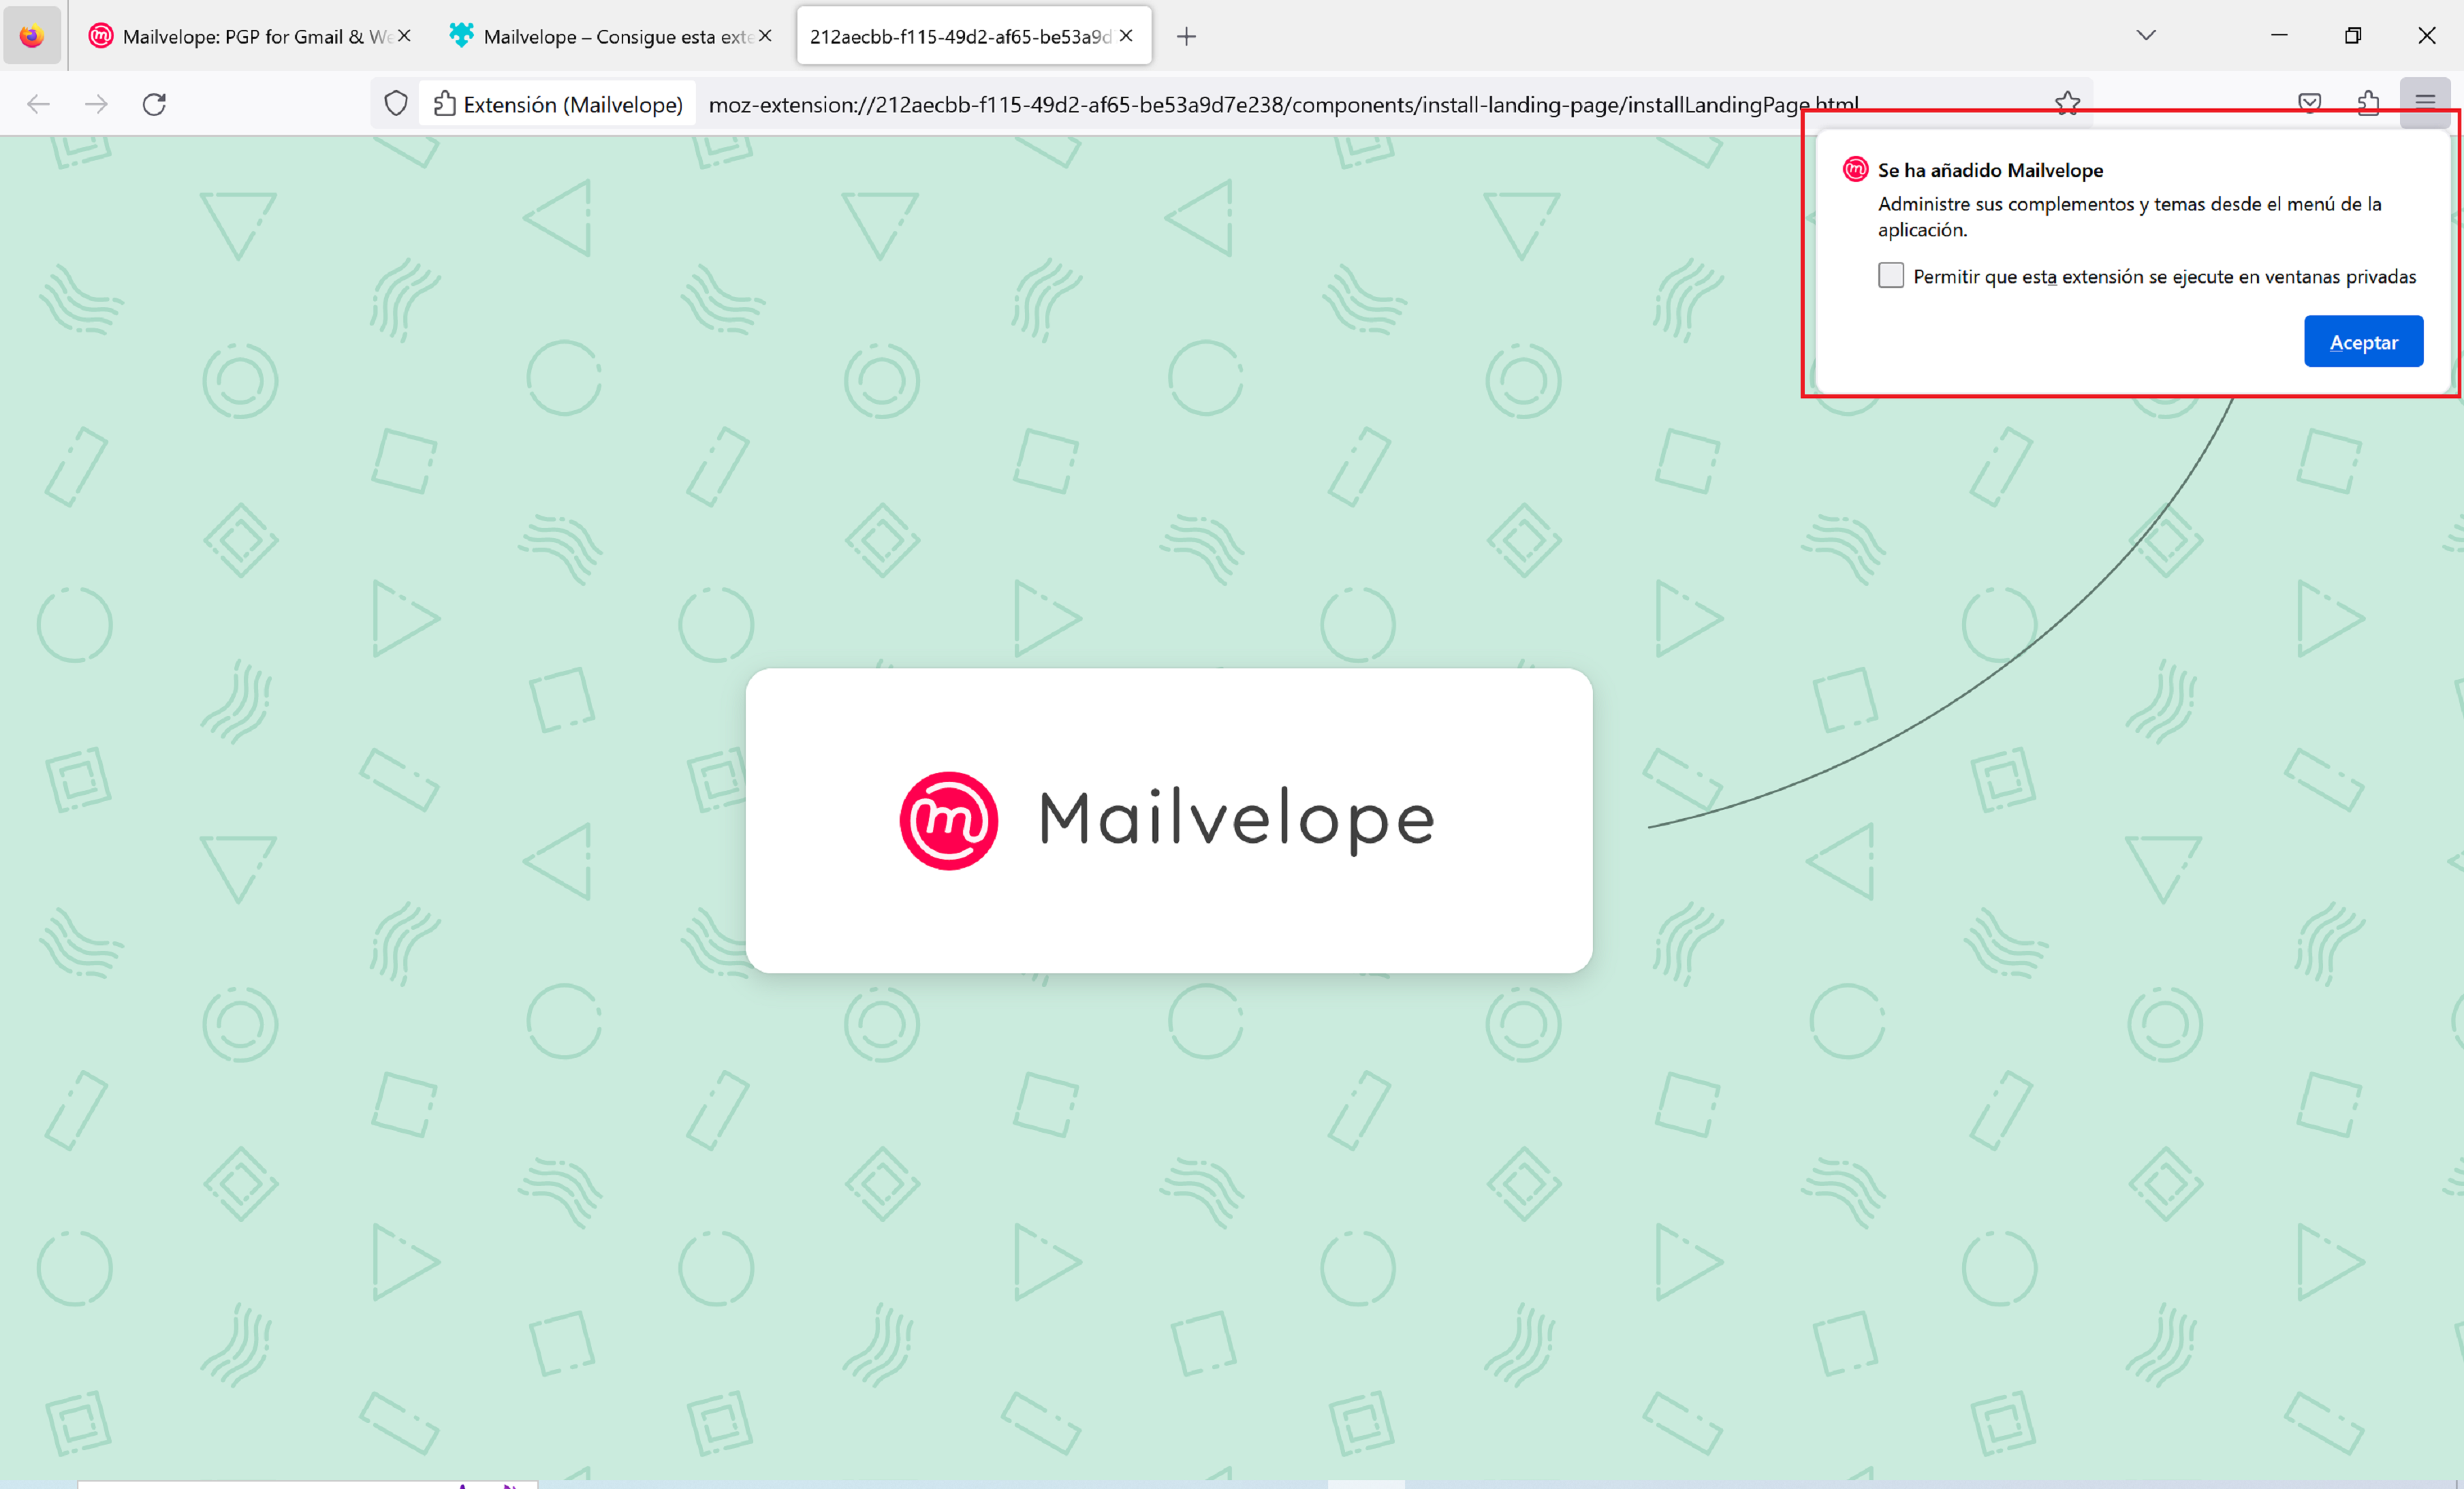 Mailvelope: PGP for Gmail & We
Mailvelope – Consigue esta exte
212aecbb-f115-49d2-af65-be53a9d
Extensión (Mailvelope)
moz-extension://212aecbb-f115-49d2-af65-be53a9d7e238/components/install-landing-page/installLandingPage.html
Se ha añadido Mailvelope
Administre sus complementos y temas desde el menú de la
aplicación.
Permitir que esta extensión se ejecute en ventanas privadas
Aceptar
m Mailvelope